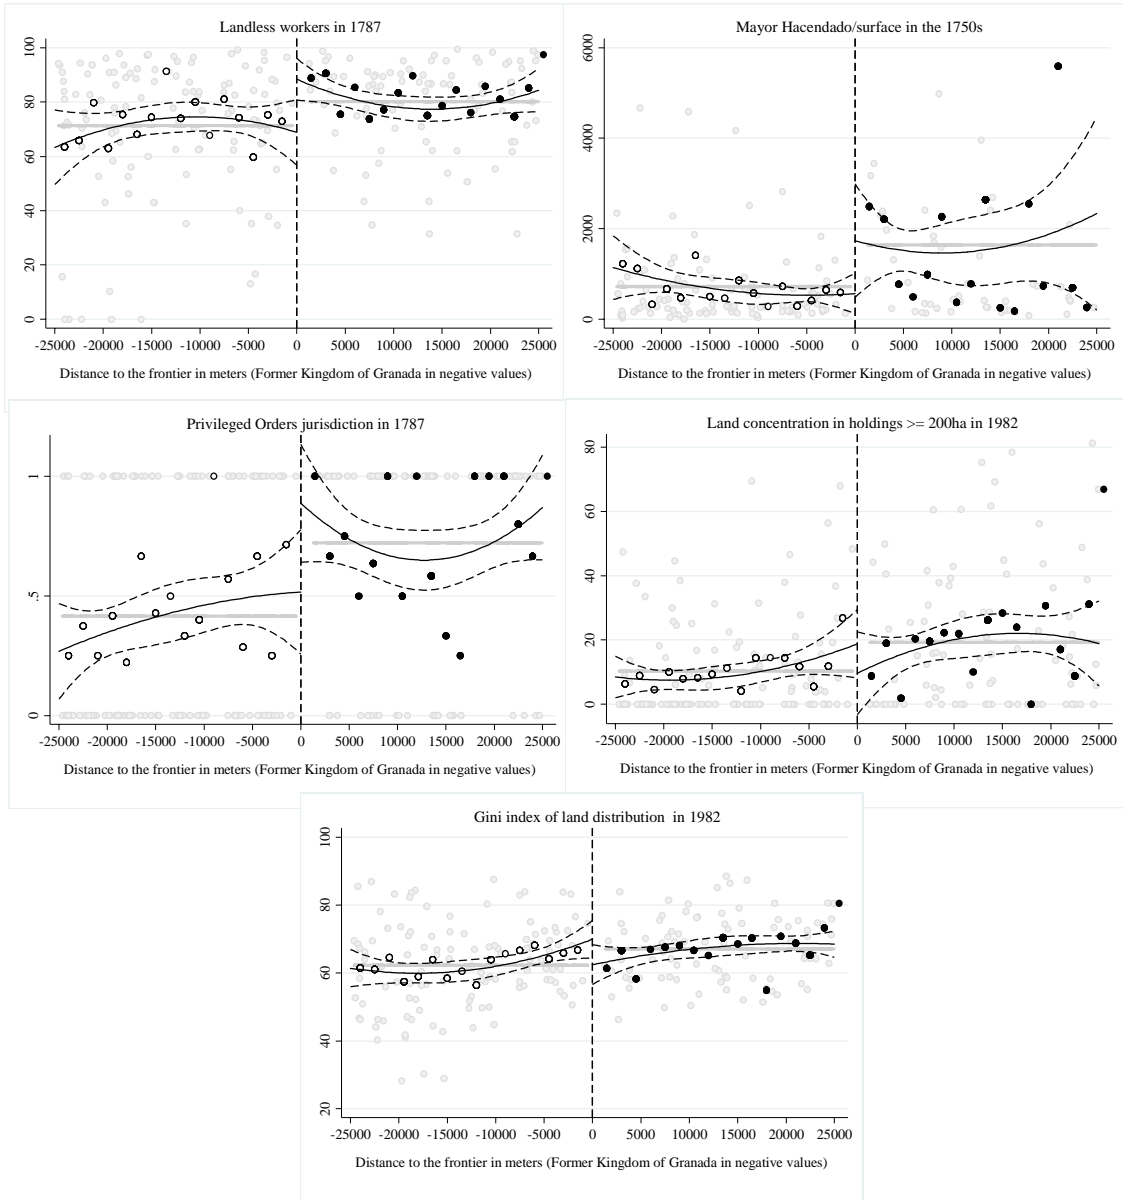 Landless workers in 1787
100
80
60
40
20
0
-25000 -20000 -15000 -10000 -5000 0 5000 10000 15000 20000 25000
Distance to the frontier in meters (Former Kingdom of Granada in negative values)
Mayor Hacendado/surface in the 1750s
6000
4000
2000
0
-25000 -20000 -15000 -10000 -5000 0 5000 10000 15000 20000 25000
Distance to the frontier in meters (Former Kingdom of Granada in negative values)
Privileged Orders jurisdiction in 1787
1
.5
0
-25000 -20000 -15000 -10000 -5000 0 5000 10000 15000 20000 25000
Distance to the frontier in meters (Former Kingdom of Granada in negative values)
Land concentration in holdings >= 200ha in 1982
80
60
40
20
0
-25000 -20000 -15000 -10000 -5000 0 5000 10000 15000 20000 25000
Distance to the frontier in meters (Former Kingdom of Granada in negative values)
Gini index of land distribution in 1982
100
80
60
40
20
-25000 -20000 -15000 -10000 -5000 0 5000 10000 15000 20000 25000
Distance to the frontier in meters (Former Kingdom of Granada in negative values)